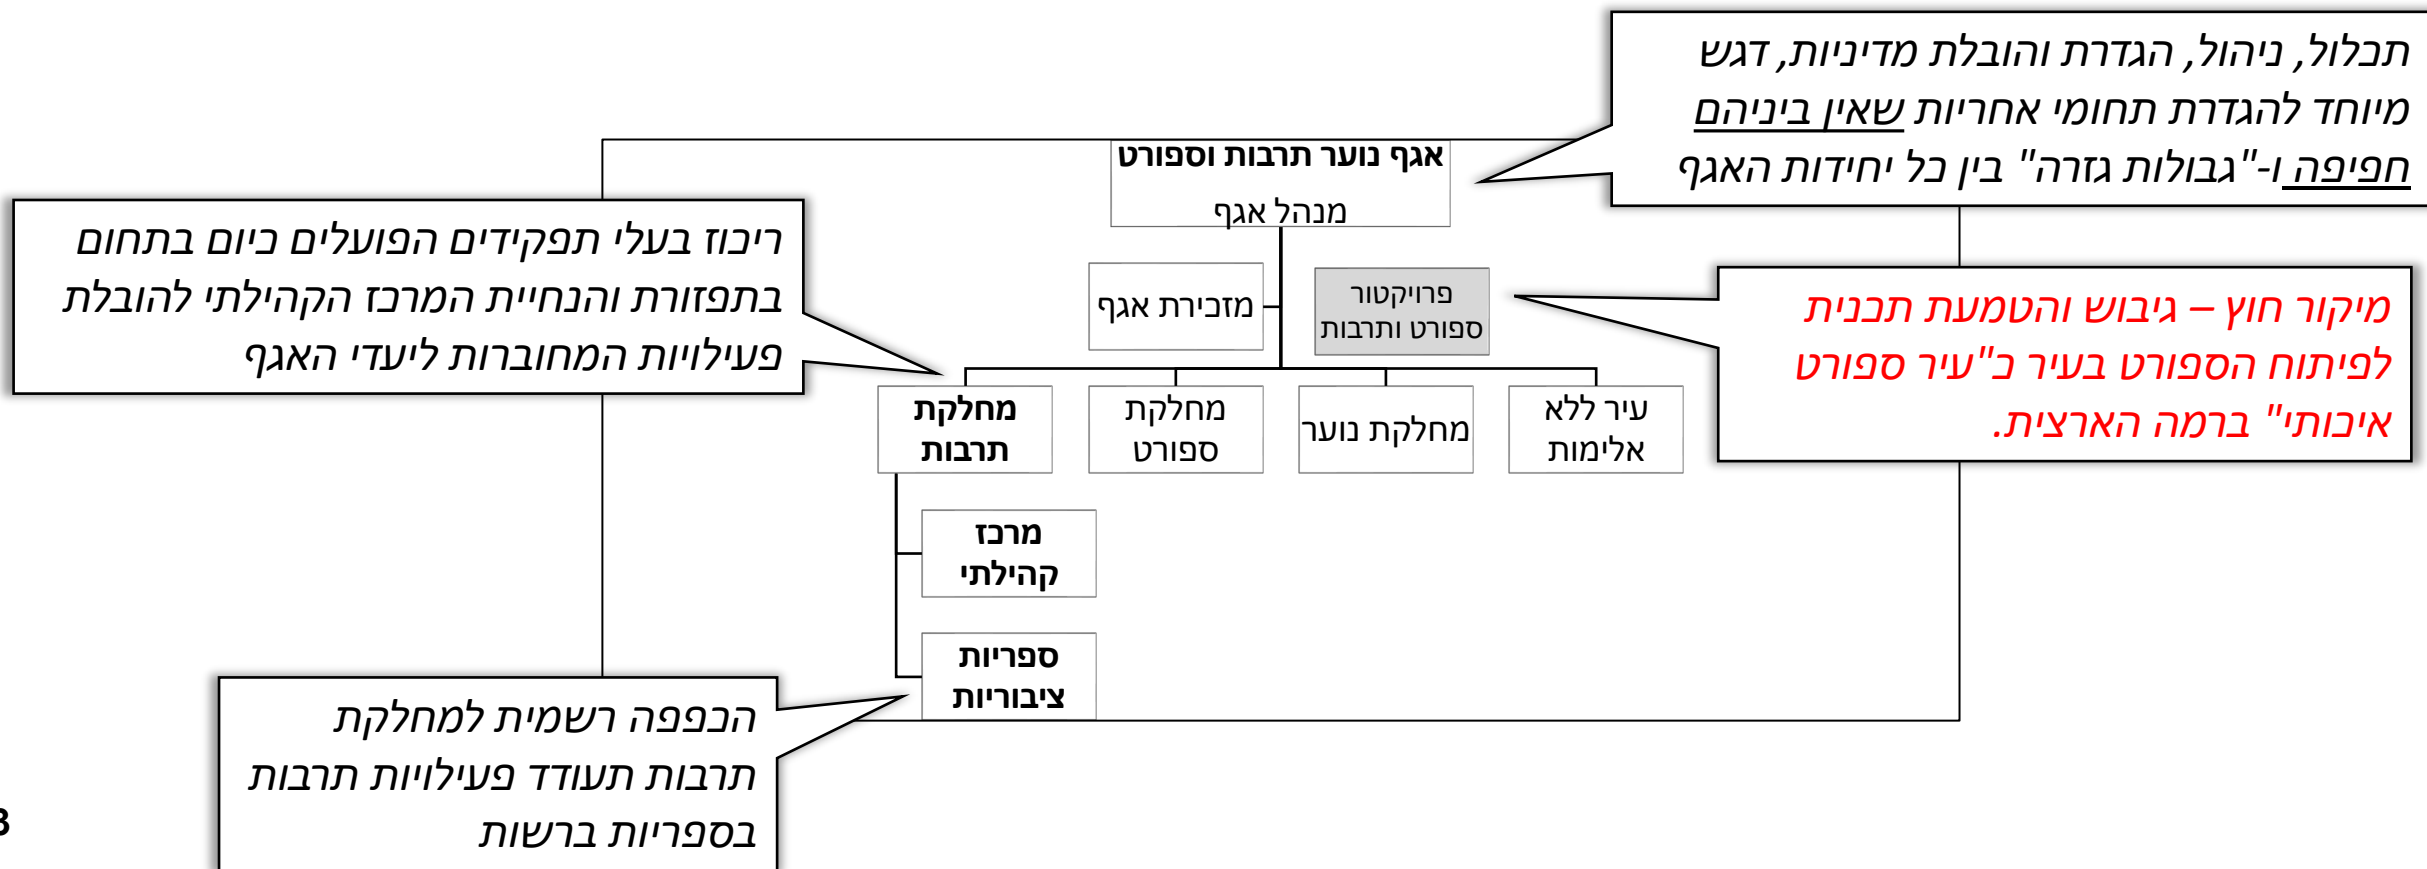 תכלול, ניהול, הגדרת והובלת מדיניות, דגש
מיוחד להגדרת תחומי אחריות שאין ביניהם
חפיפה ו-"גבולות גזרה" בין כל יחידות האגף
אגף נוער תרבות וספורט
מנהל אגף
ריכוז בעלי תפקידים הפועלים כיום בתחום
בתפזורת והנחיית המרכז הקהילתי להובלת
פעילויות המחוברות ליעדי האגף
פרויקטור
ספורט ותרבות
מזכירת אגף
מיקור חוץ – גיבוש והטמעת תכנית
לפיתוח הספורט בעיר כ"עיר ספורט
איכותי" ברמה הארצית.
עיר ללא
אלימות
מחלקת נוער
מחלקת
ספורט
מחלקת
תרבות
מרכז
קהילתי
ספריות
ציבוריות
הכפפה רשמית למחלקת
תרבות תעודד פעילויות תרבות
בספריות ברשות